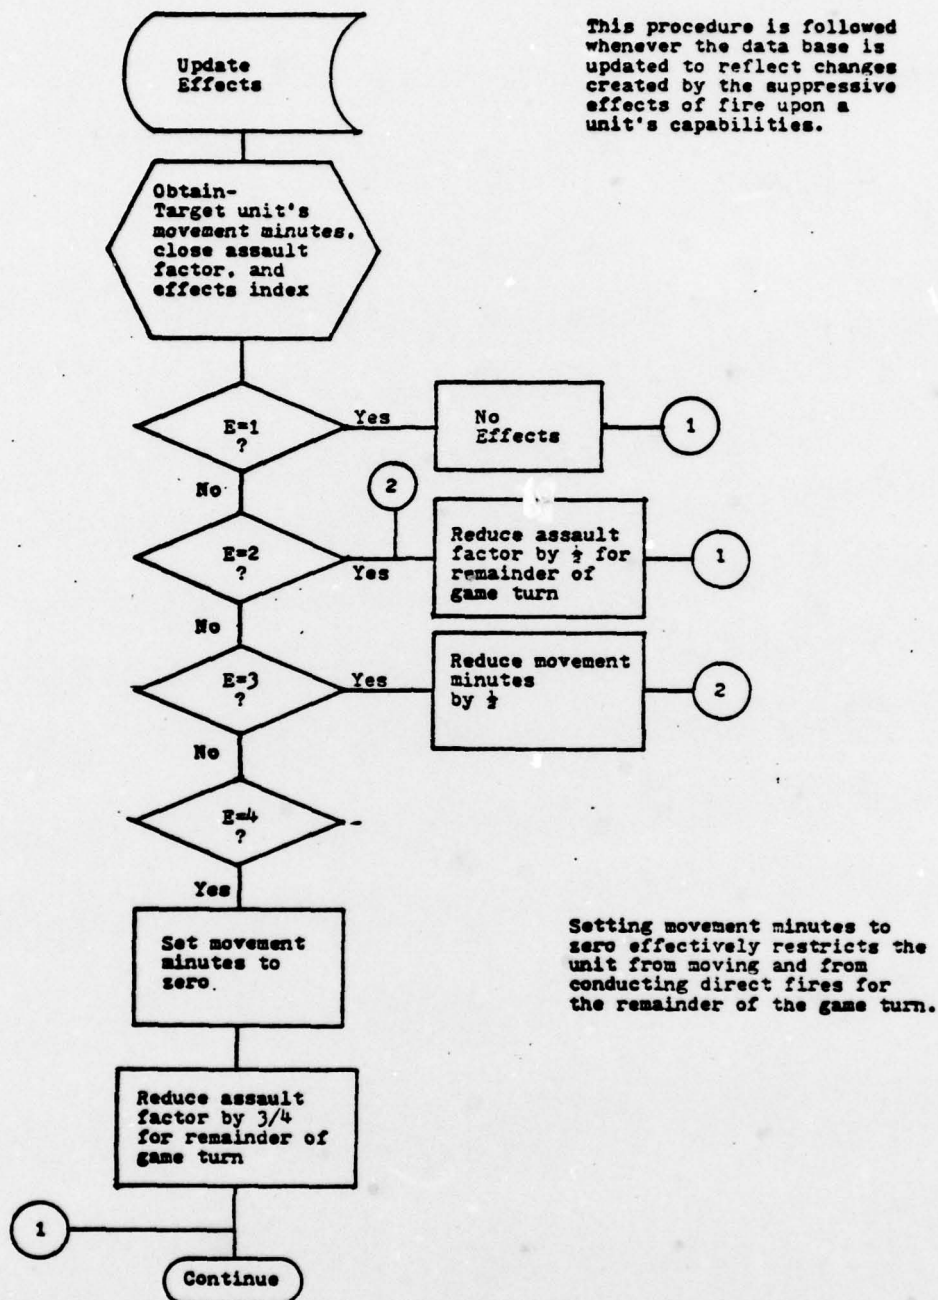 Update
Effects
This procedure is followed
whenever the data base is
updated to reflect changes
created by the suppressive
effects of fire upon a
unit's capabilities.
Obtain-
Target unit's
movement minutes,
close assault
factor, and
effects index
E=1
?
Yes
No
Effects
1
No
2
E=2
?
Yes
Reduce assault
factor by ½ for
remainder of
game turn
1
No
E=3
?
Yes
Reduce movement
minutes
by ½
2
No
E=4
?
Yes
Set movement
minutes to
zero.
Setting movement minutes to
zero effectively restricts the
unit from moving and from
conducting direct fires for
the remainder of the game turn.
Reduce assault
factor by 3/4
for remainder of
game turn
1
Continue